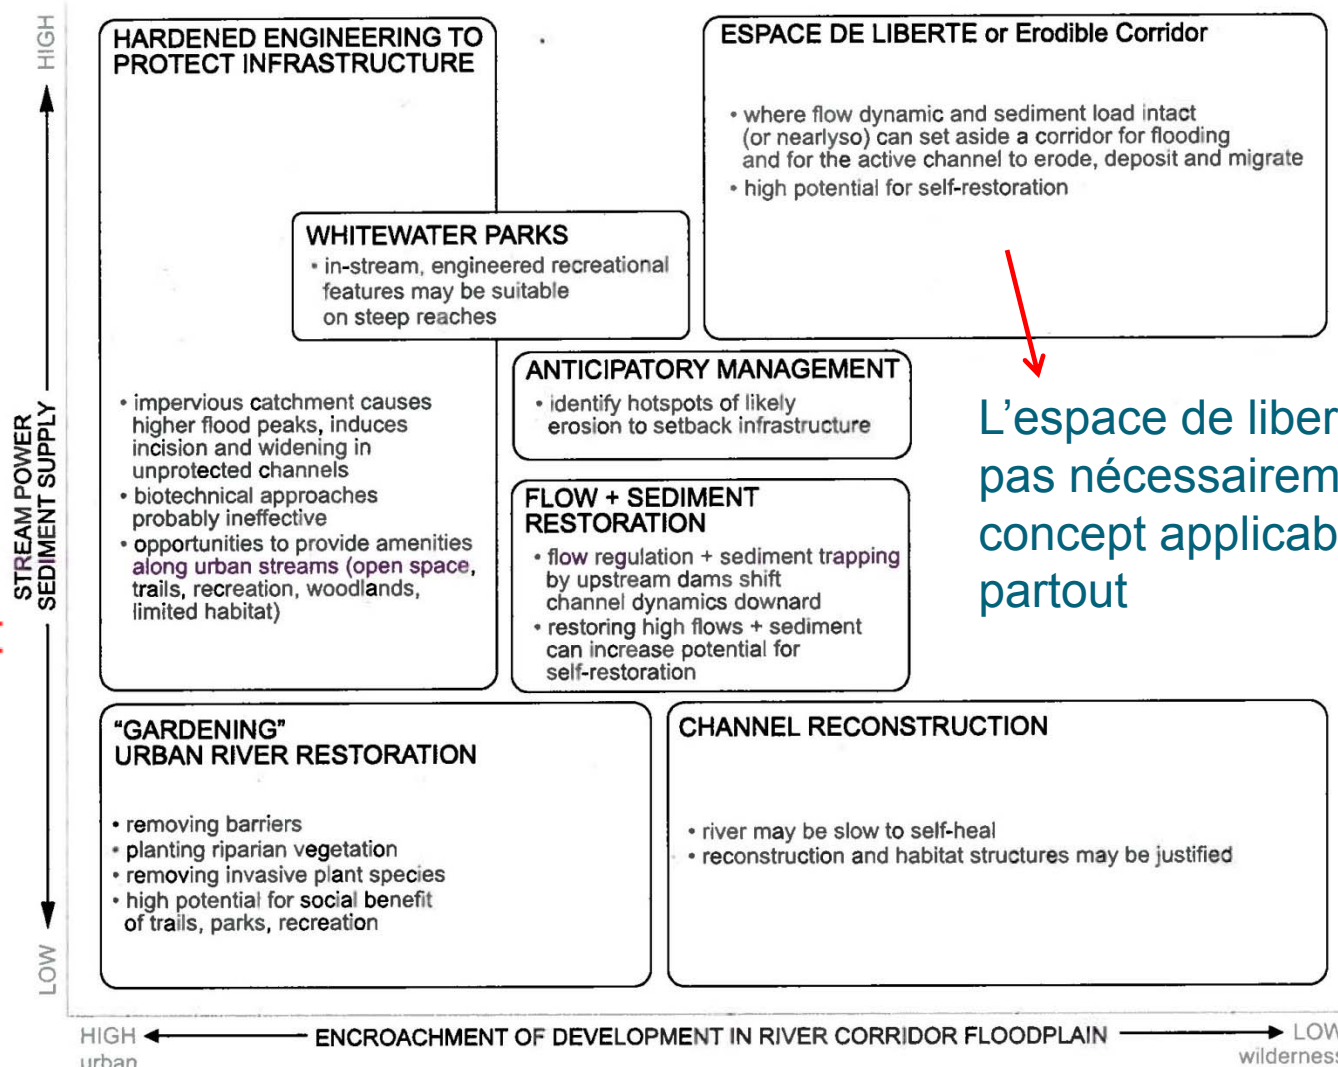 HIGH
STREAM POWER
SEDIMENT SUPPLY
LOW
HARDENED ENGINEERING TO
PROTECT INFRASTRUCTURE
• impervious catchment causes
higher flood peaks, induces
incision and widening in
unprotected channels
• biotechnical approaches
probably ineffective
• opportunities to provide amenities
along urban streams (open space,
trails, recreation, woodlands,
limited habitat)
ESPACE DE LIBERTE or Erodible Corridor
• where flow dynamic and sediment load intact
(or nearlyso) can set aside a corridor for flooding
and for the active channel to erode, deposit and migrate
• high potential for self-restoration
WHITEWATER PARKS
• in-stream, engineered recreational
features may be suitable
on steep reaches
ANTICIPATORY MANAGEMENT
• identify hotspots of likely
erosion to setback infrastructure
L’espace de liber
pas nécessairem
concept applicab
partout
FLOW + SEDIMENT
RESTORATION
• flow regulation + sediment trapping
by upstream dams shift
channel dynamics downard
• restoring high flows + sediment
can increase potential for
self-restoration
“GARDENING”
URBAN RIVER RESTORATION
• removing barriers
• planting riparian vegetation
• removing invasive plant species
• high potential for social benefit
of trails, parks, recreation
CHANNEL RECONSTRUCTION
• river may be slow to self-heal
• reconstruction and habitat structures may be justified
HIGH
urban
ENCROACHMENT OF DEVELOPMENT IN RIVER CORRIDOR FLOODPLAIN
LOW
wilderness